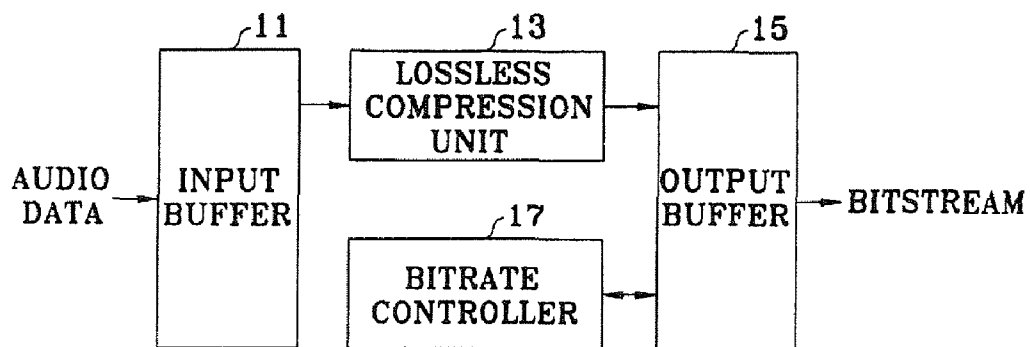 11
13
15
LOSSLESS
COMPRESSION
UNIT
AUDIO
DATA
INPUT
BUFFER
OUTPUT
BUFFER
BITSTREAM
17
BITRATE
CONTROLLER